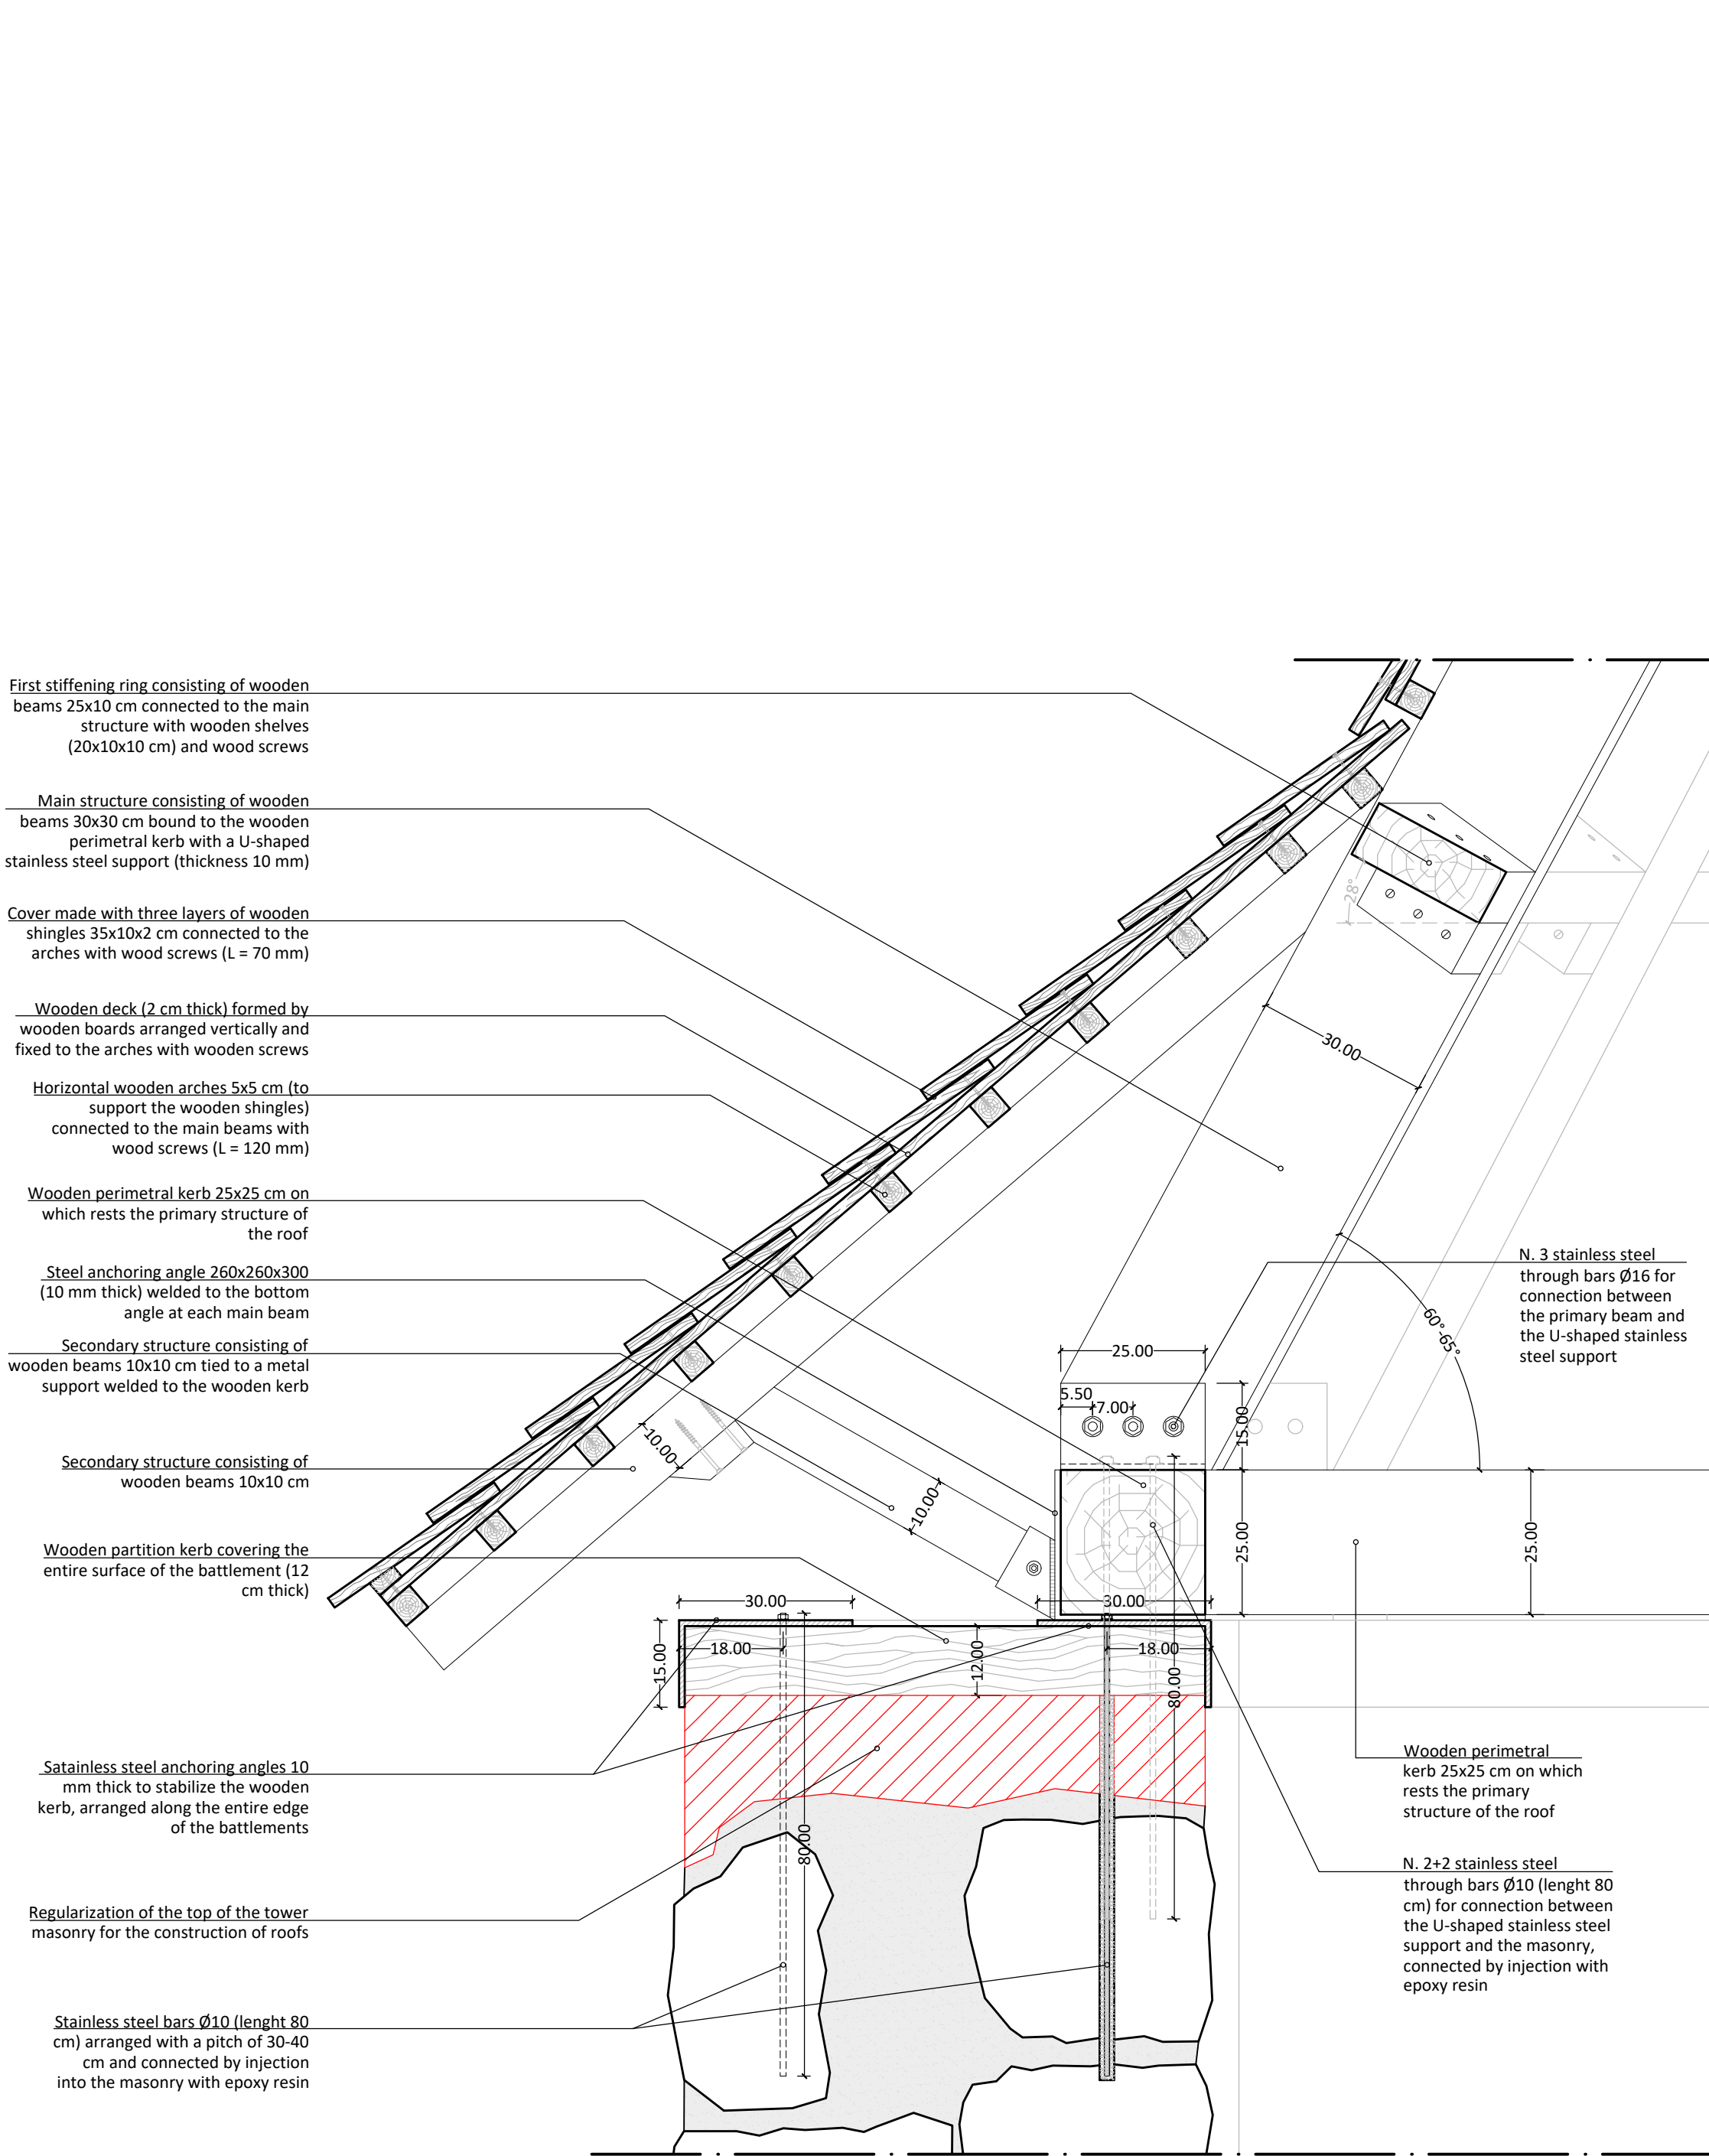 First stiffening ring consisting of wooden
beams 25x10 cm connected to the main
structure with wooden shelves
(20x10x10 cm) and wood screws
Main structure consisting of wooden
beams 30x30 cm bound to the wooden
perimetral kerb with a U-shaped
stainless steel support (thickness 10 mm)
Cover made with three layers of wooden
shingles 35x10x2 cm connected to the
arches with wood screws (L = 70 mm)
Wooden deck (2 cm thick) formed by
wooden boards arranged vertically and
fixed to the arches with wooden screws
Horizontal wooden arches 5x5 cm (to
support the wooden shingles)
connected to the main beams with
wood screws (L = 120 mm)
Wooden perimetral kerb 25x25 cm on
which rests the primary structure of
the roof
Steel anchoring angle 260x260x300
(10 mm thick) welded to the bottom
angle at each main beam
Secondary structure consisting of
wooden beams 10x10 cm tied to a metal
support welded to the wooden kerb
Secondary structure consisting of
wooden beams 10x10 cm
Wooden partition kerb covering the
entire surface of the battlement (12
cm thick)
Satainless steel anchoring angles 10
mm thick to stabilize the wooden
kerb, arranged along the entire edge
of the battlements
Regularization of the top of the tower
masonry for the construction of roofs
Stainless steel bars Ø10 (lenght 80
cm) arranged with a pitch of 30-40
cm and connected by injection
into the masonry with epoxy resin
28°
30.00
60°-65°
25.00
5.50
7.00
15.00
10.00
10.00
25.00
25.00
30.00
30.00
18.00
18.00
15.00
12.00
80.00
80.00
N. 3 stainless steel
through bars Ø16 for
connection between
the primary beam and
the U-shaped stainless
steel support
Wooden perimetral
kerb 25x25 cm on which
rests the primary
structure of the roof
N. 2+2 stainless steel
through bars Ø10 (lenght 80
cm) for connection between
the U-shaped stainless steel
support and the masonry,
connected by injection with
epoxy resin